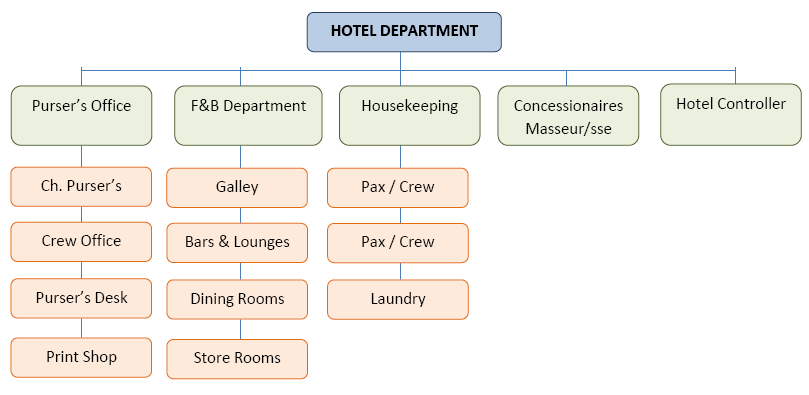 HOTEL DEPARTMENT
Purser's Office
F&B Department
Housekeeping
Concessionaires
Masseur/sse
Hotel Controller
Ch. Purser's
Galley
Pax / Crew
Crew Office
Bars & Lounges
Pax / Crew
Purser's Desk
Dining Rooms
Laundry
Print Shop
Store Rooms